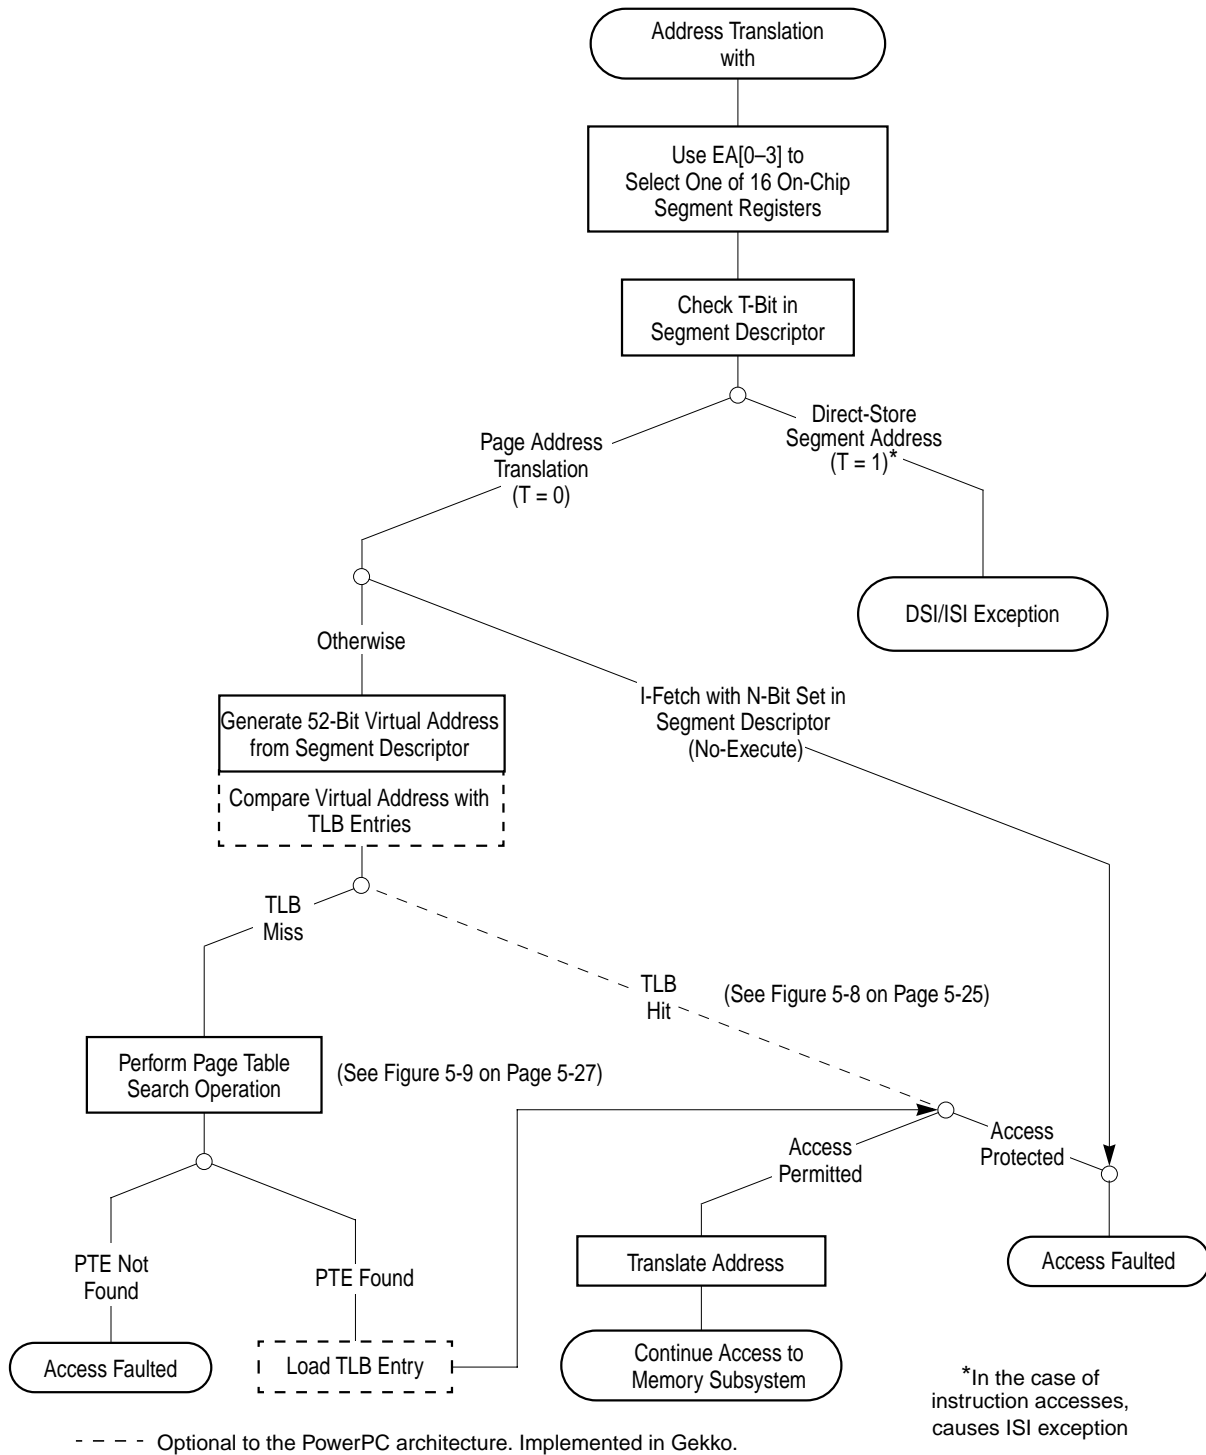 Address Translation
with
Use EA[0–3] to
Select One of 16 On-Chip
Segment Registers
Check T-Bit in
Segment Descriptor
Direct-Store
Segment Address
(T = 1)*
Page Address
Translation
(T = 0)
DSI/ISI Exception
Otherwise
I-Fetch with N-Bit Set in
Segment Descriptor
(No-Execute)
Generate 52-Bit Virtual Address
from Segment Descriptor
Compare Virtual Address with
TLB Entries
TLB
Miss
TLB
Hit
(See Figure 5-8 on Page 5-25)
Perform Page Table
Search Operation
(See Figure 5-9 on Page 5-27)
Access
Permitted
Access
Protected
PTE Not
Found
PTE Found
Translate Address
Access Faulted
Access Faulted
Load TLB Entry
Continue Access to
Memory Subsystem
*In the case of
instruction accesses,
causes ISI exception
- - - - Optional to the PowerPC architecture. Implemented in Gekko.